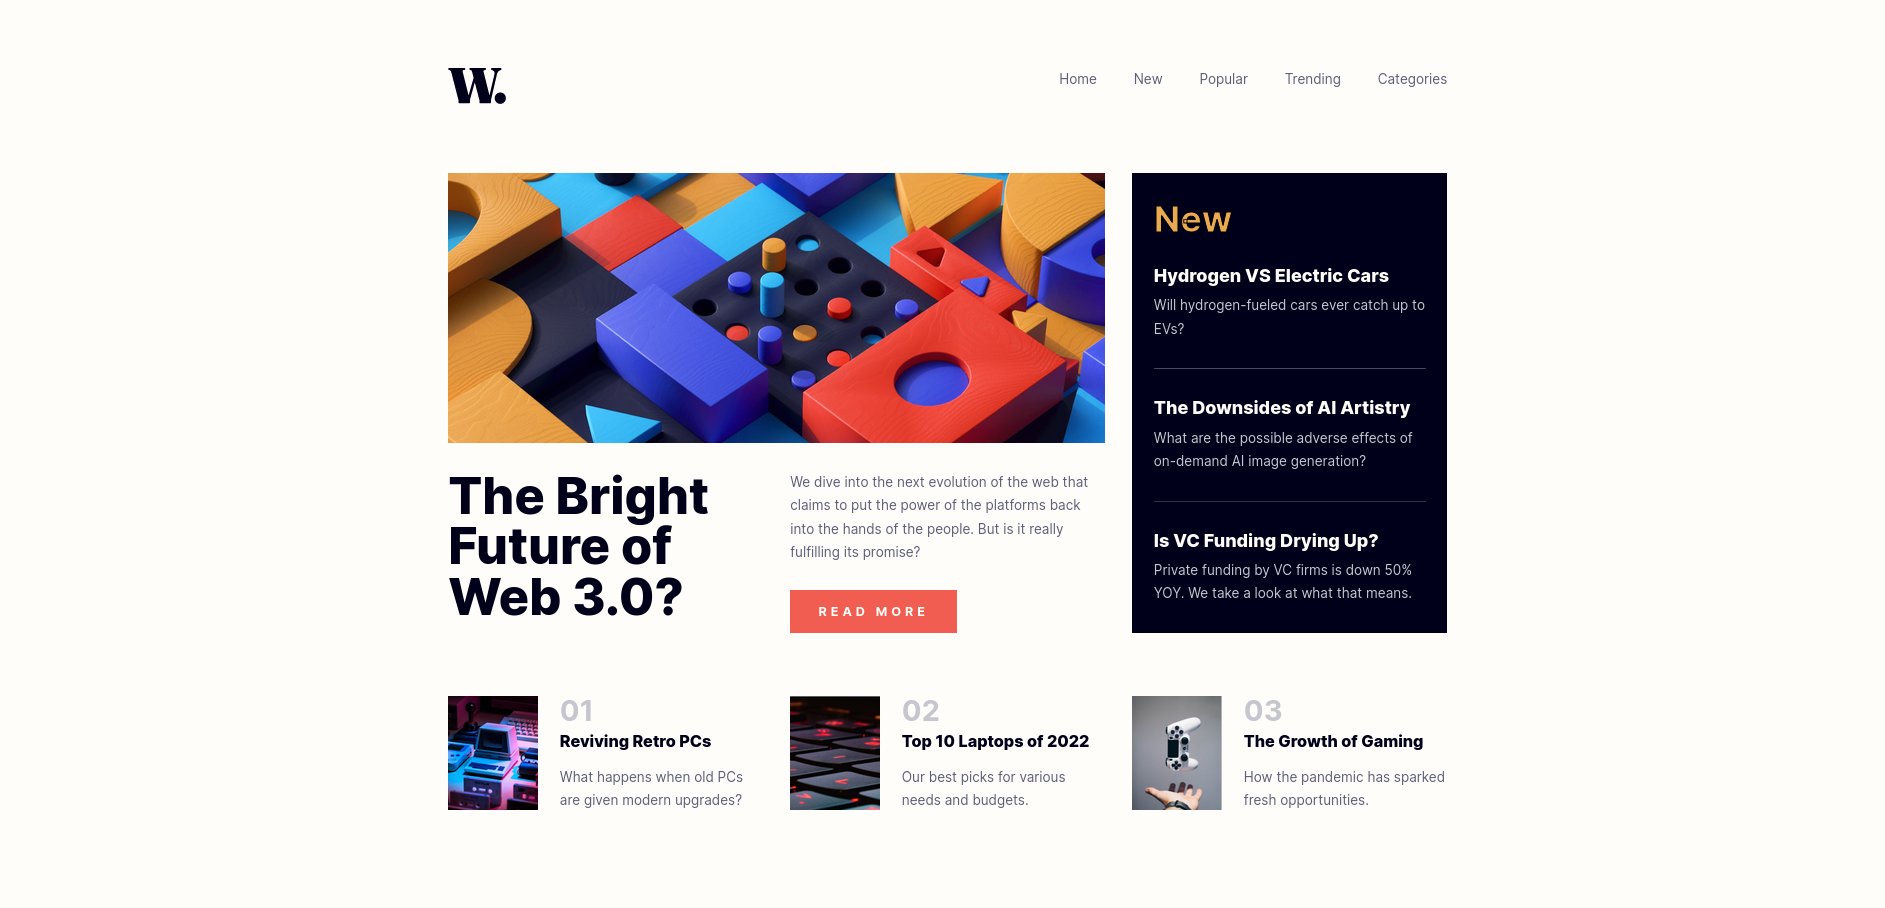 W.
Home New Popular Trending Categories
New
Hydrogen VS Electric Cars
Will hydrogen-fueled cars ever catch up to
EVs?
The Downsides of AI Artistry
What are the possible adverse effects of
on-demand AI image generation?
Is VC Funding Drying Up?
Private funding by VC firms is down 50%
YOY. We take a look at what that means.
The Bright
Future of
Web 3.0?
We dive into the next evolution of the web that
claims to put the power of the platforms back
into the hands of the people. But is it really
fulfilling its promise?
READ MORE
01
Reviving Retro PCs
What happens when old PCs
are given modern upgrades?
02
Top 10 Laptops of 2022
Our best picks for various
needs and budgets.
03
The Growth of Gaming
How the pandemic has sparked
fresh opportunities.